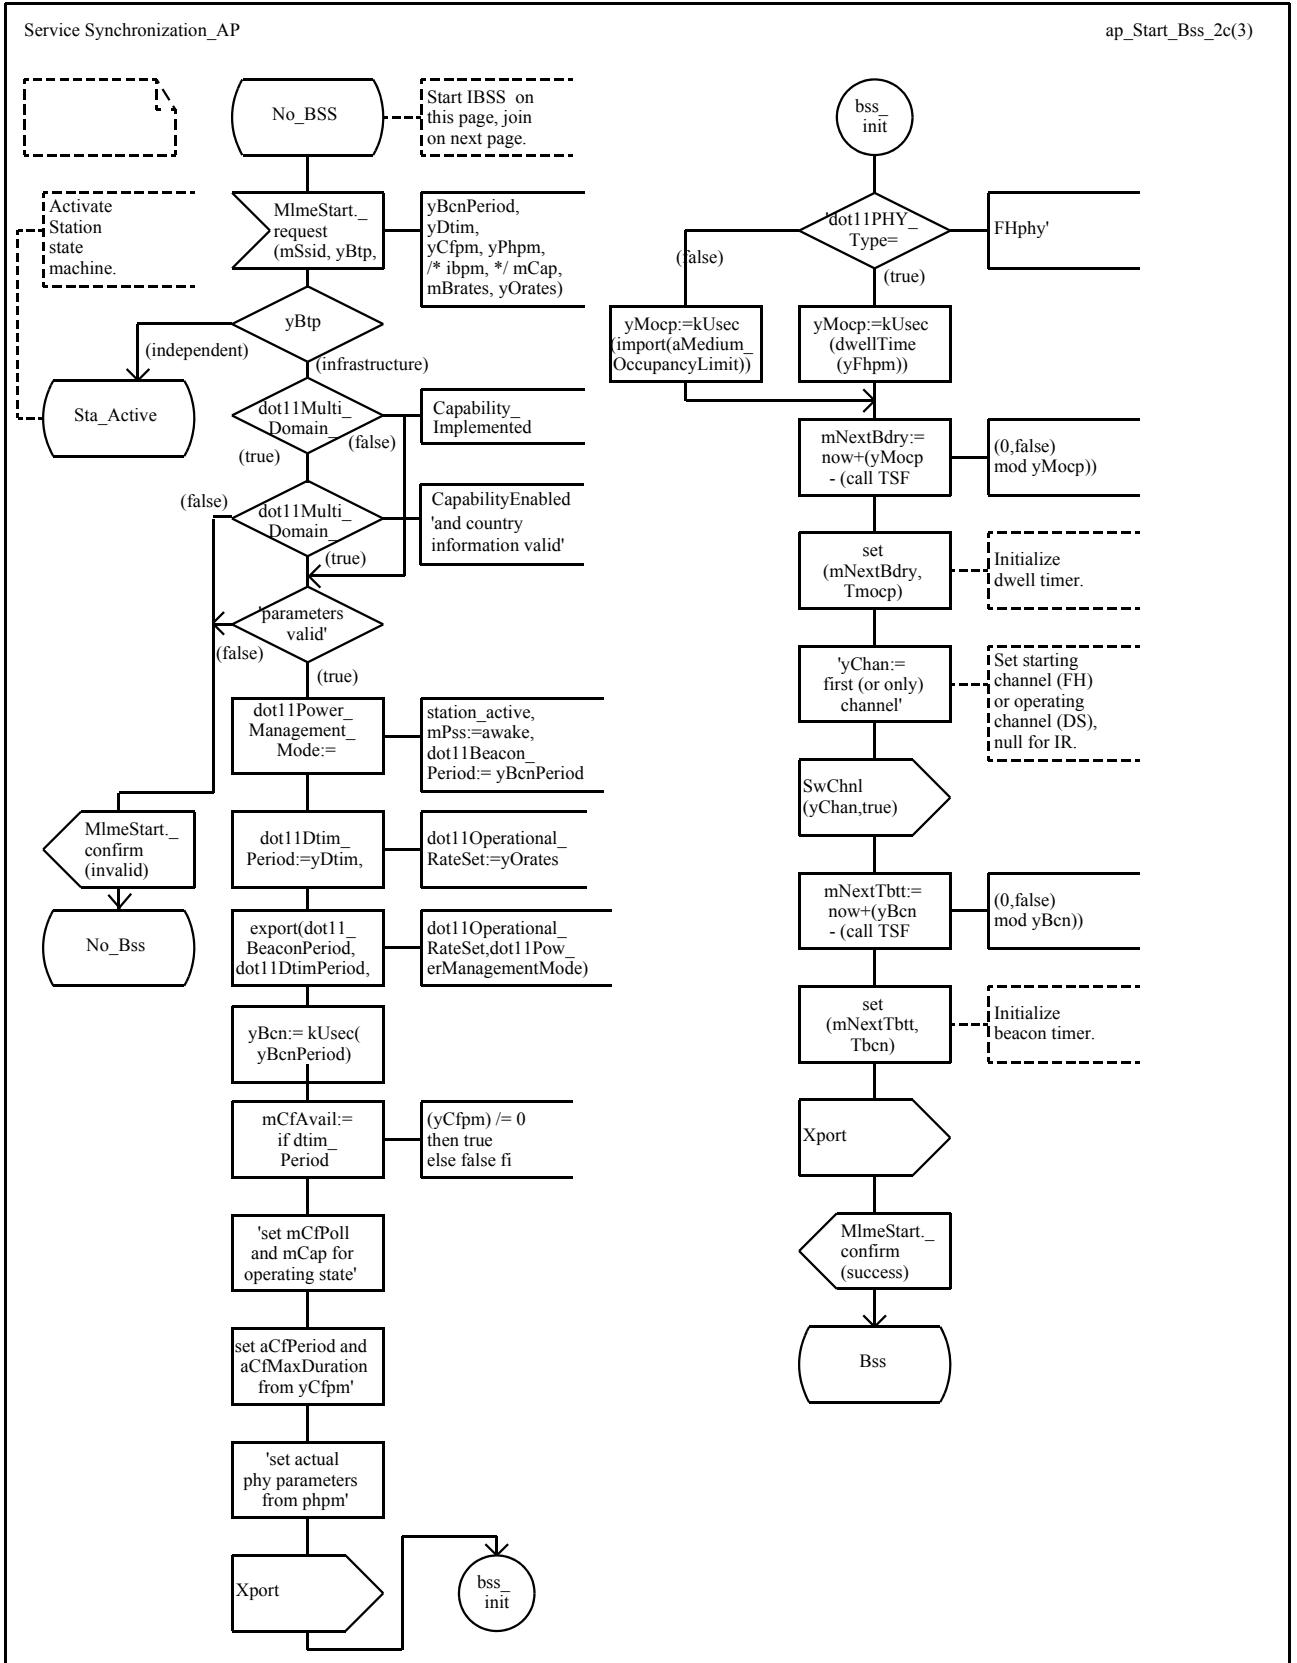 Service Synchronization_AP
ap_Start_Bss_2c(3)
No_BSS
Start IBSS on
this page, join
on next page.
Activate
Station
state
machine.
MlmeStart._
request
(mSsid, yBtp,
yBcnPeriod,
yDtim,
yCfpm, yPhpm,
/* ibpm, */ mCap,
mBrates, yOrates)
yBtp
(independent)
(infrastructure)
Sta_Active
dot11Multi_
Domain_
(false)
(true)
Capability_
Implemented
(false)
dot11Multi_
Domain_
(true)
CapabilityEnabled
'and country
information valid'
'parameters
valid'
(false)
(true)
dot11Power_
Management_
Mode:=
station_active,
mPss:=awake,
dot11Beacon_
Period:= yBcnPeriod
MlmeStart._
confirm
(invalid)
No_Bss
dot11Dtim_
Period:=yDtim,
dot11Operational_
RateSet:=yOrates
export(dot11_
BeaconPeriod,
dot11DtimPeriod,
dot11Operational_
RateSet,dot11Pow_
erManagementMode)
yBcn:= kUsec(
yBcnPeriod)
mCfAvail:=
if dtim_
Period
(yCfpm) /= 0
then true
else false fi
'set mCfPoll
and mCap for
operating state'
set aCfPeriod and
aCfMaxDuration
from yCfpm'
'set actual
phy parameters
from phpm'
Xport
bss_
init
bss_
init
'dot11PHY_
Type=
FHphy'
(false)
(true)
yMocp:=kUsec
(import(aMedium_
OccupancyLimit))
yMocp:=kUsec
(dwellTime
(yFhpm))
mNextBdry:=
now+(yMocp
- (call TSF
(0,false)
mod yMocp))
set
(mNextBdry,
Tmocp)
Initialize
dwell timer.
'yChan:=
first (or only)
channel'
Set starting
channel (FH)
or operating
channel (DS),
null for IR.
SwChnl
(yChan,true)
mNextTbtt:=
now+(yBcn
- (call TSF
(0,false)
mod yBcn))
set
(mNextTbtt,
Tbcn)
Initialize
beacon timer.
Xport
MlmeStart._
confirm
(success)
Bss